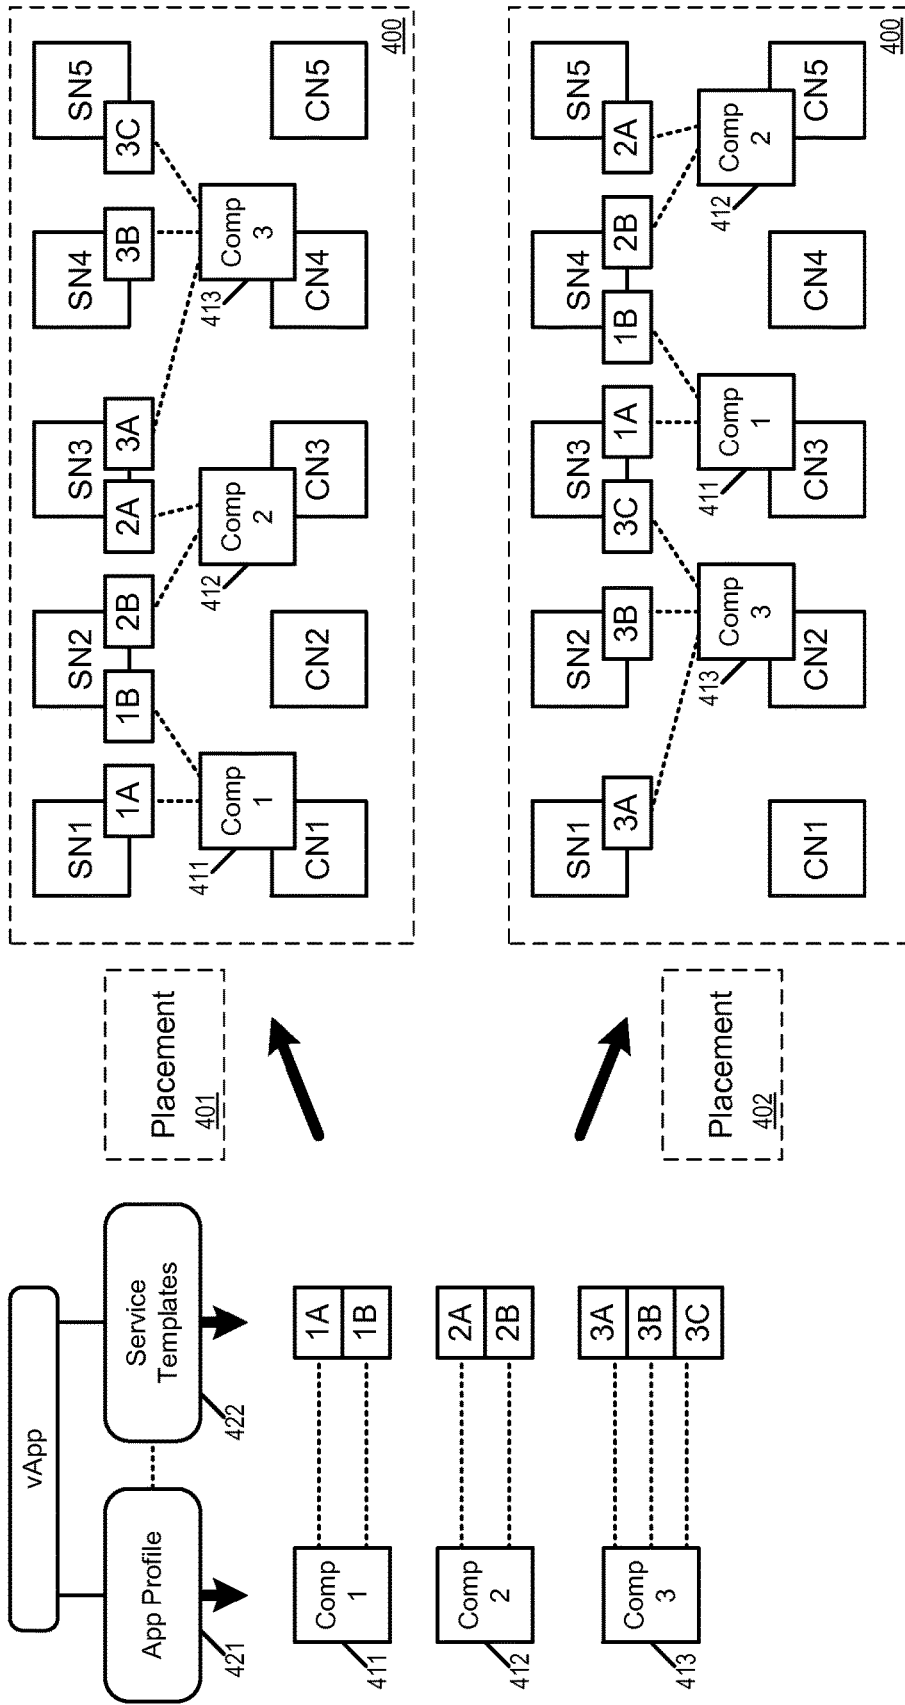 vApp
App Profile
421
Service
Templates
422
Comp
1
411
1A
1B
Comp
2
412
2A
2B
Comp
3
413
3A
3B
3C
Placement
401
SN1
SN2
SN3
SN4
SN5
1A
1B
2B
2A
3A
3B
3C
Comp
1
411
Comp
2
412
Comp
3
413
CN1
CN2
CN3
CN4
CN5
400
Placement
402
SN1
SN2
SN3
SN4
SN5
3A
3B
3C
1A
1B
2B
2A
Comp
3
413
Comp
1
411
Comp
2
412
CN1
CN2
CN3
CN4
CN5
400